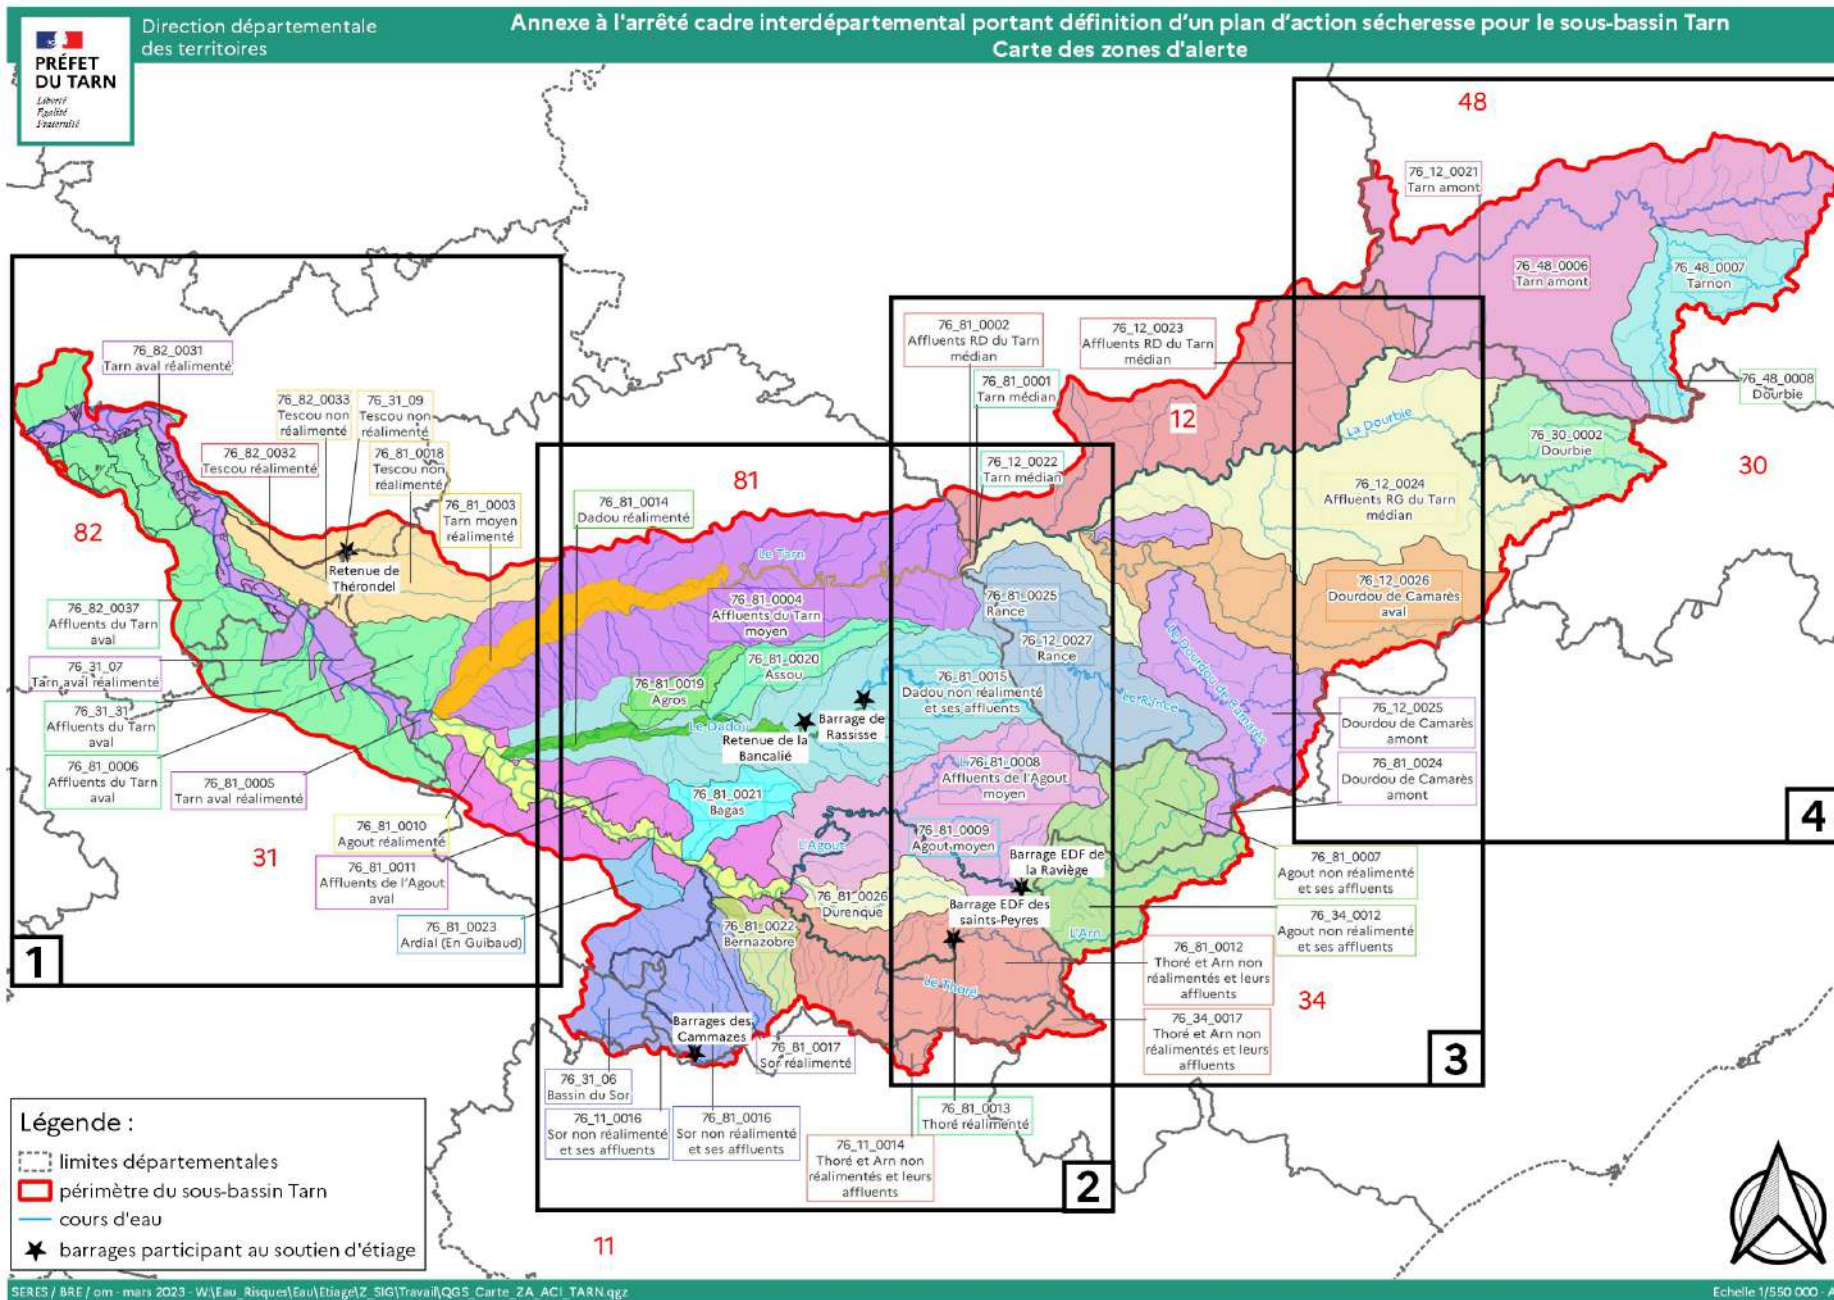 PRÉFET
DU TARN
Liberté
Égalité
Fraternité
Direction départementale
des territoires
Annexe à l'arrêté cadre interdépartemental portant définition d'un plan d'action sécheresse pour le sous-bassin Tarn
Carte des zones d'alerte
48
76_12_0021
Tarn amont
76_48_0006
Tarn amont
76_48_0007
Tarnon
76_81_0002
Affluents RD du Tarn
médian
76_12_0023
Affluents RD du Tarn
médian
76_82_0031
Tarn aval réalimenté
76_81_0001
Tarn médian
76_48_0008
Dourbie
76_82_0033
Tescou non
réalimenté
76_31_09
Tescou non
réalimenté
12
La Dourbie
76_30_0002
Dourbie
30
76_82_0032
Tescou réalimenté
76_81_0018
Tescou non
réalimenté
76_12_0022
Tarn médian
81
76_12_0024
Affluents RG du Tarn
médian
76_81_0014
Dadou réalimenté
76_81_0003
Tarn moyen
réalimenté
82
Le Tarn
Retenue de
Thérondel
76_12_0026
Dourdou de Camarès
aval
76_82_0037
Affluents du Tarn
aval
76_81_0004
Affluents du Tarn
moyen
76_81_0025
Rance
76_12_0027
Rance
Le Dourdou de Camarès
76_31_07
Tarn aval réalimenté
76_81_0020
Assou
76_81_0019
Agros
76_81_0015
Dadou non réalimenté
et ses affluents
Le Rance
76_31_31
Affluents du Tarn
aval
Le Dadou
Barrage de
Rassisse
Retenue de la
Bancalié
76_12_0025
Dourdou de Camarès
amont
76_81_0006
Affluents du Tarn
aval
76_81_0005
Tarn aval réalimenté
76_81_0008
Affluents de l'Agout
moyen
76_81_0024
Dourdou de Camarès
amont
76_81_0021
Bagas
4
76_81_0010
Agout réalimenté
31
76_81_0009
Agout moyen
L'Agout
Barrage EDF de
la Raviège
76_81_0007
Agout non réalimenté
et ses affluents
76_81_0011
Affluents de l'Agout
aval
76_81_0026
Durenque
Barrage EDF des
saints-Peyres
76_34_0012
Agout non réalimenté
et ses affluents
76_81_0023
Ardial (En Guibaud)
76_81_0022
Bernazobre
L'Arn
1
76_81_0012
Thoré et Arn non
réalimentés et leurs
affluents
34
Le Thoré
76_34_0017
Thoré et Arn non
réalimentés et leurs
affluents
3
Barrages des
Cammazes
76_81_0017
Sor réalimenté
76_31_06
Bassin du Sor
76_11_0016
Sor non réalimenté
et ses affluents
76_81_0016
Sor non réalimenté
et ses affluents
76_81_0013
Thoré réalimenté
76_11_0014
Thoré et Arn non
réalimentés et leurs
affluents
2
11
Légende :
limites départementales
périmètre du sous-bassin Tarn
cours d'eau
barrages participant au soutien d'étiage
SERES / BRE / om - mars 2023 - W:\Eau_Risques\Eau\Etiage\Z_SIG\Travail\QGS_Carte_ZA_ACI_TARN.qgz
Echelle 1/550 000 - A